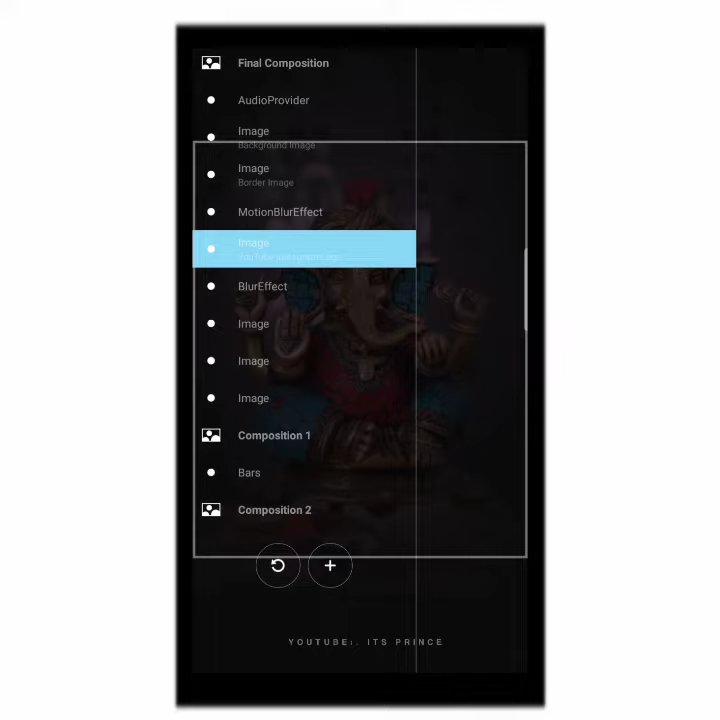 Final Composition
AudioProvider
Image
Background Image
Image
Border Image
MotionBlurEffect
Image
BlurEffect
Image
Image
Image
Composition 1
Bars
Composition 2
YOUTUBE:. ITS PRINCE